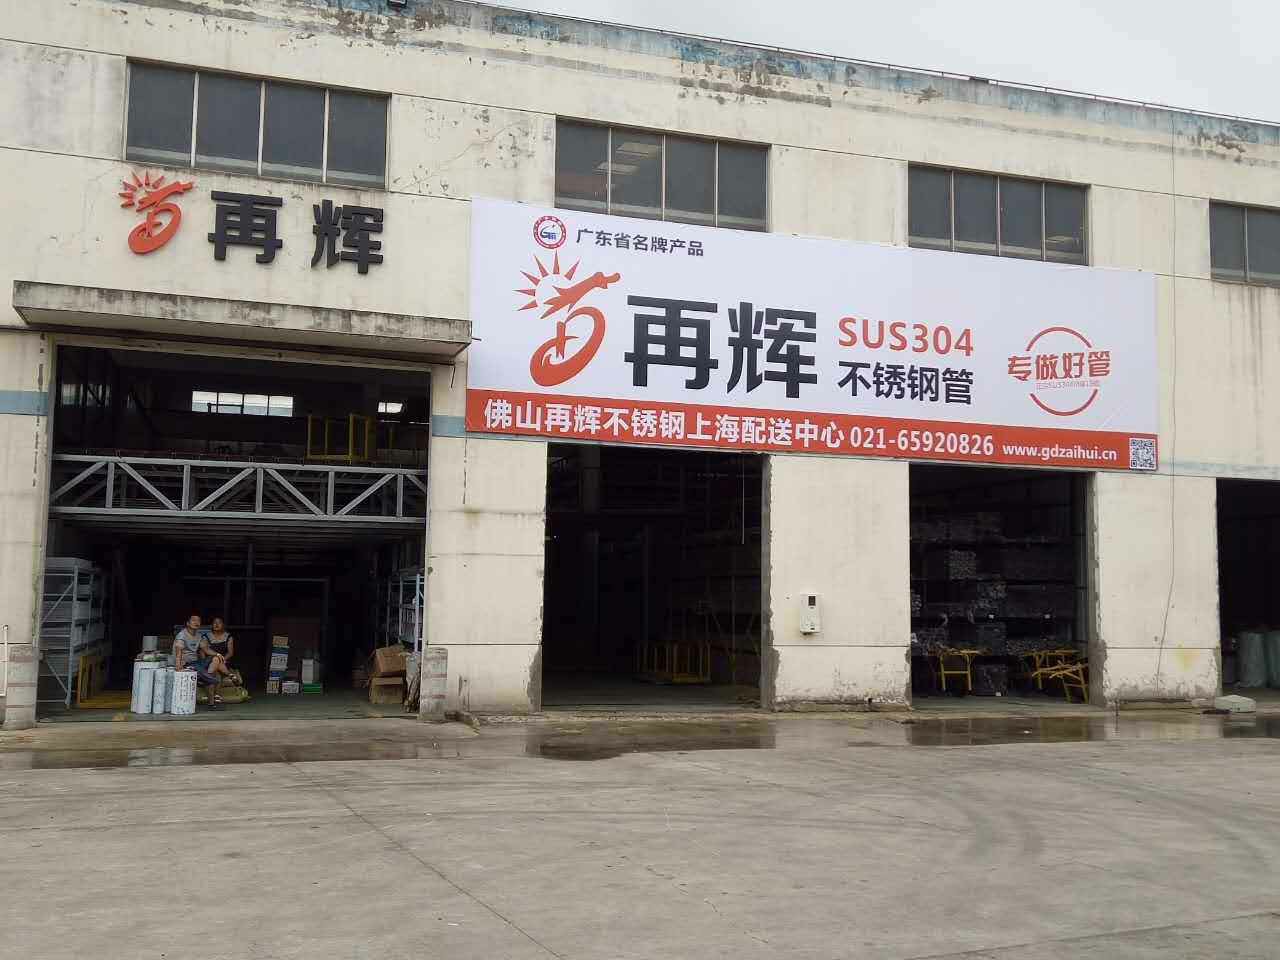 再辉
广东省名牌产品
再辉
SUS304
不锈钢管
专做好管
佛山再辉不锈钢上海配送中心 021-65920826 www.gdzaihui.cn